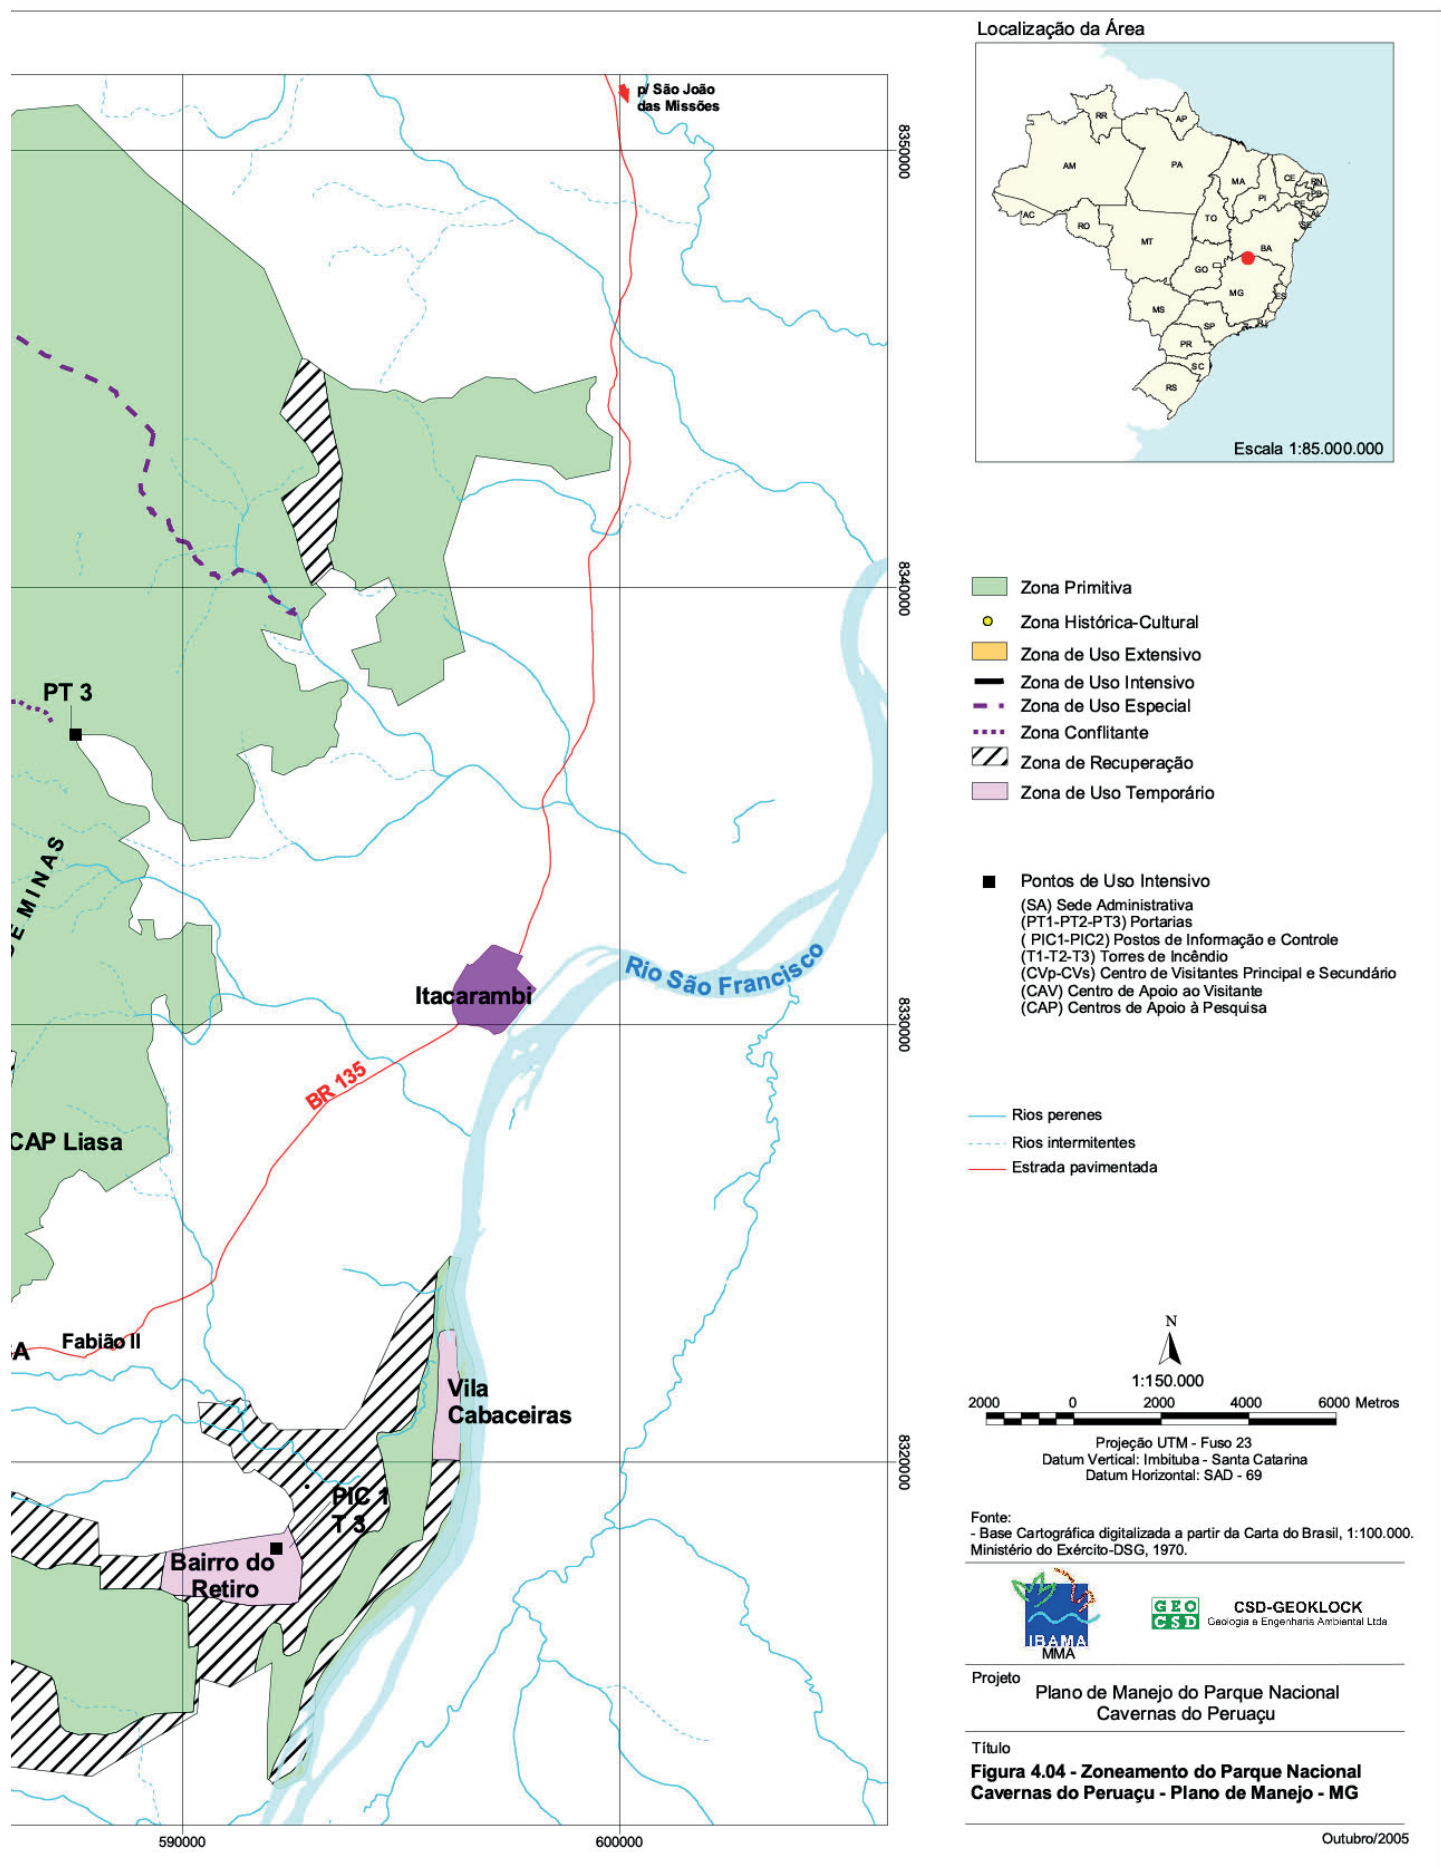 Localização da Área
RR
AP
AM
PA
MA
CE
RN
PB
PI
PE
AL
SE
AC
RO
TO
MT
BA
GO
MG
ES
MS
SP
RJ
PR
SC
RS
Escala 1:85.000.000
p/ São João
das Missões
8350000
8340000
8330000
8320000
PT 3
DE MINAS
Itacarambi
Rio São Francisco
BR 135
CAP Liasa
Fabião II
A
Vila
Cabaceiras
PIC 1
T 3
Bairro do
Retiro
590000
600000
Zona Primitiva
Zona Histórica-Cultural
Zona de Uso Extensivo
Zona de Uso Intensivo
Zona de Uso Especial
Zona Conflitante
Zona de Recuperação
Zona de Uso Temporário
Pontos de Uso Intensivo
(SA) Sede Administrativa
(PT1-PT2-PT3) Portarias
( PIC1-PIC2) Postos de Informação e Controle
(T1-T2-T3) Torres de Incêndio
(CVp-CVs) Centro de Visitantes Principal e Secundário
(CAV) Centro de Apoio ao Visitante
(CAP) Centros de Apoio à Pesquisa
Rios perenes
Rios intermitentes
Estrada pavimentada
N
1:150.000
2000 0 2000 4000 6000 Metros
Projeção UTM - Fuso 23
Datum Vertical: Imbituba - Santa Catarina
Datum Horizontal: SAD - 69
Fonte:
- Base Cartográfica digitalizada a partir da Carta do Brasil, 1:100.000.
Ministério do Exército-DSG, 1970.
IBAMA
MMA
GEO
CSD
CSD-GEOKLOCK
Geologia e Engenharia Ambiental Ltda
Projeto
Plano de Manejo do Parque Nacional
Cavernas do Peruaçu
Título
Figura 4.04 - Zoneamento do Parque Nacional
Cavernas do Peruaçu - Plano de Manejo - MG
Outubro/2005